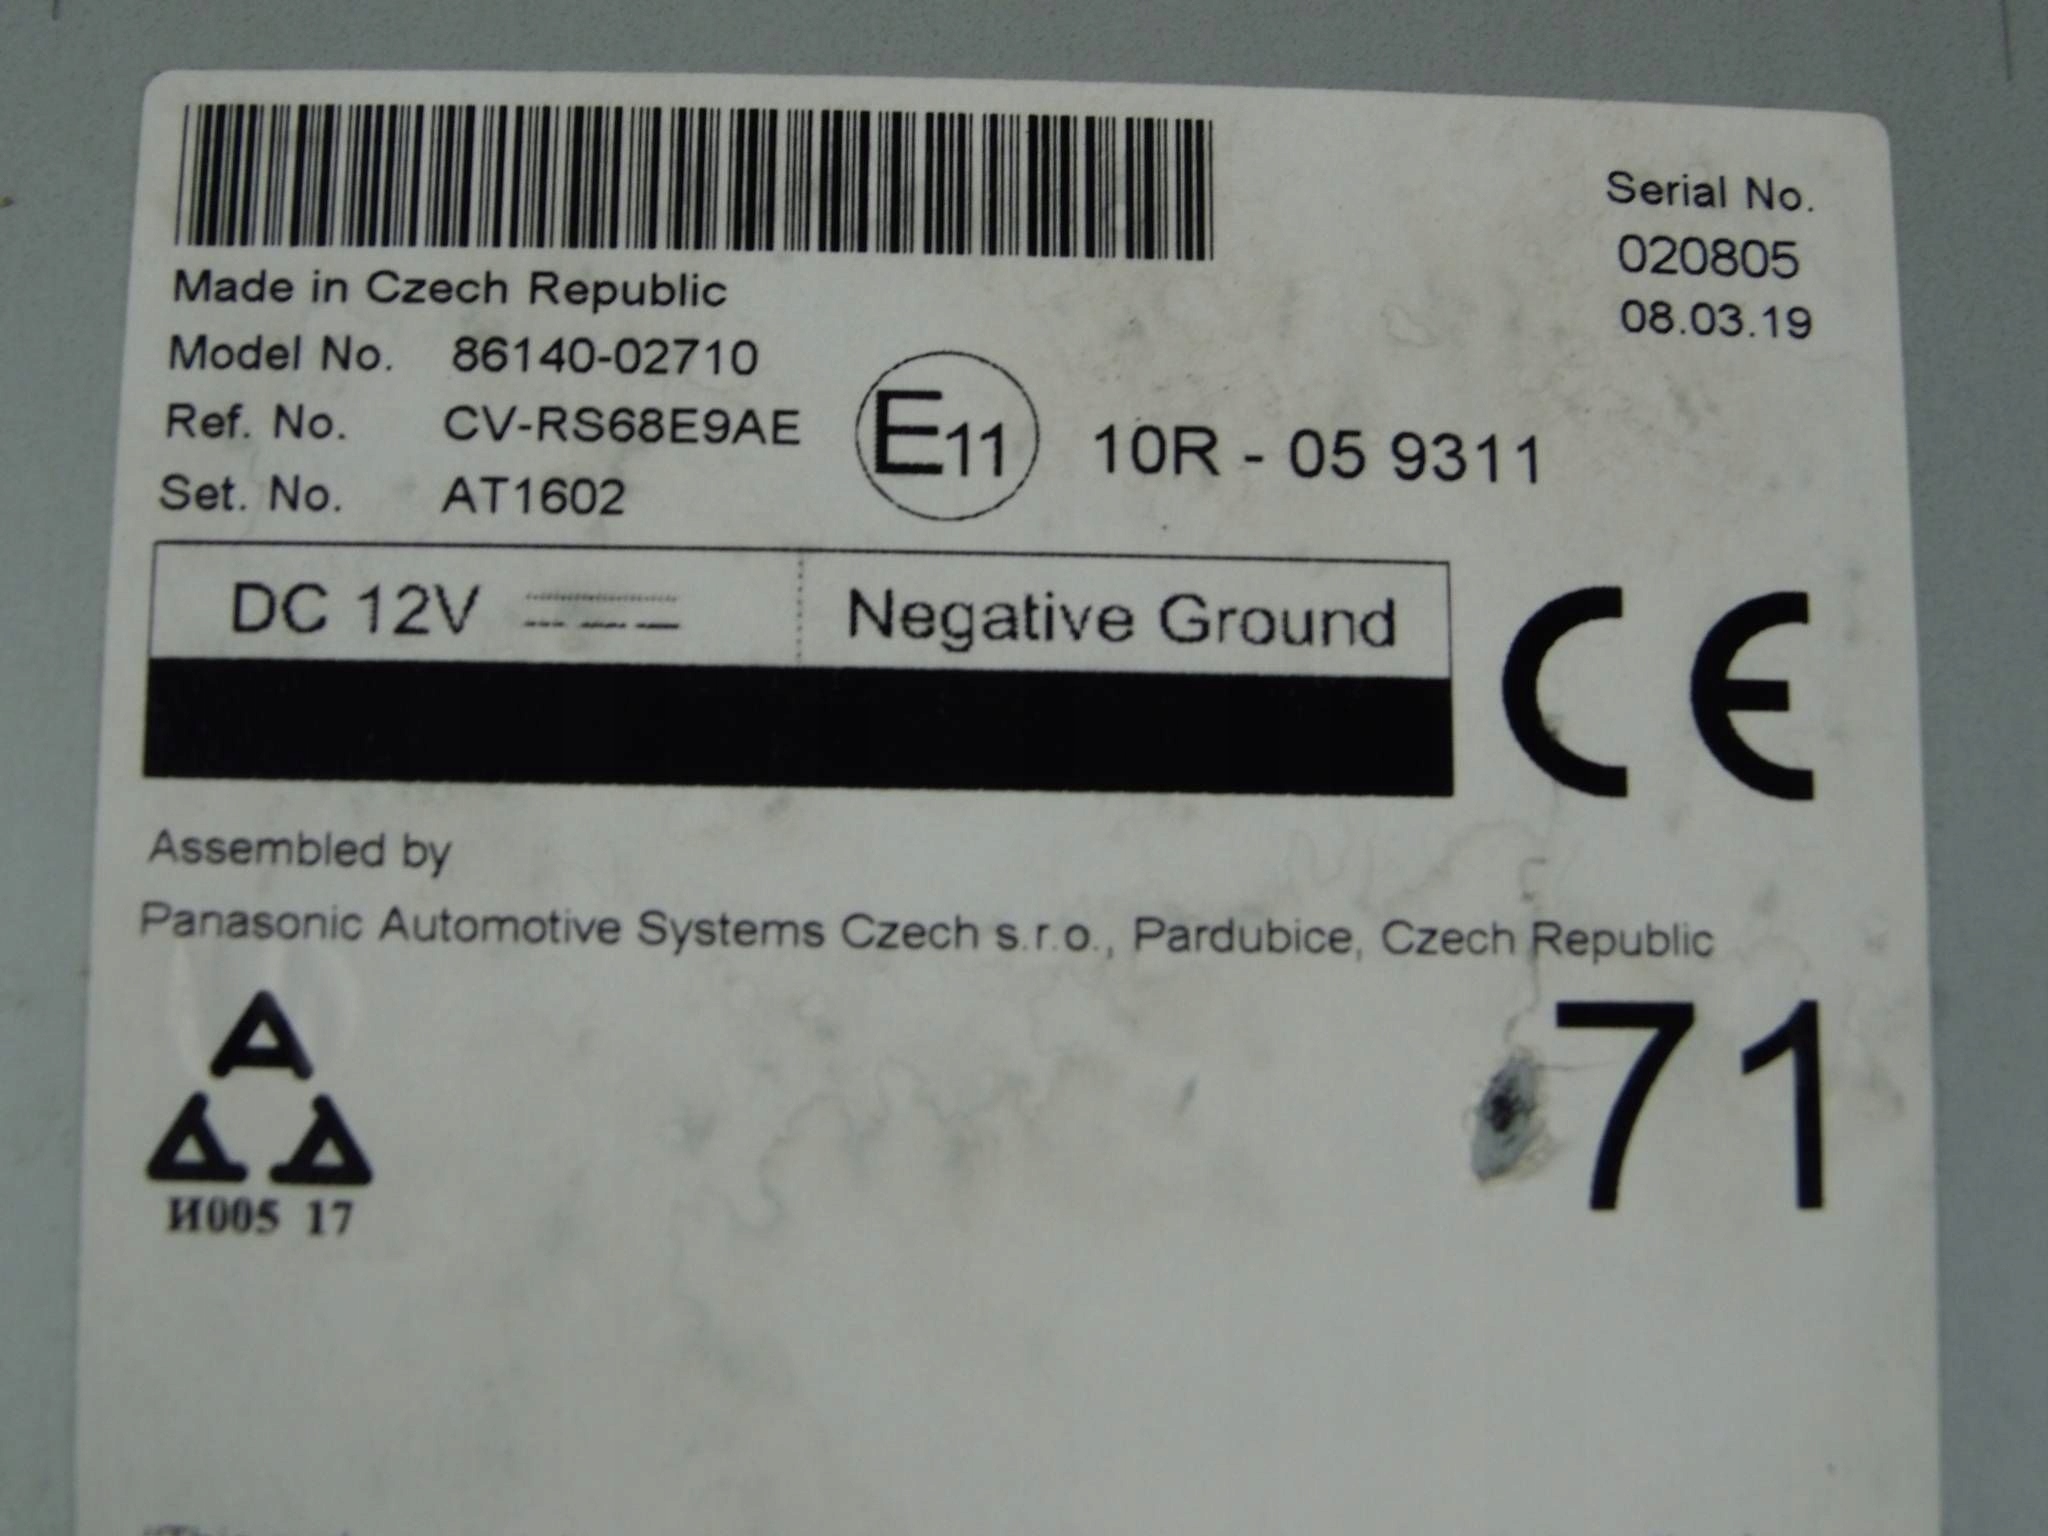 Serial No.
020805
08.03.19
Made in Czech Republic
Model No. 86140-02710
Ref. No. CV-RS68E9AE
Set. No. AT1602
E11 10R - 05 9311
DC 12V Negative Ground
CE
Assembled by
Panasonic Automotive Systems Czech s.r.o., Pardubice, Czech Republic
71
И005 17